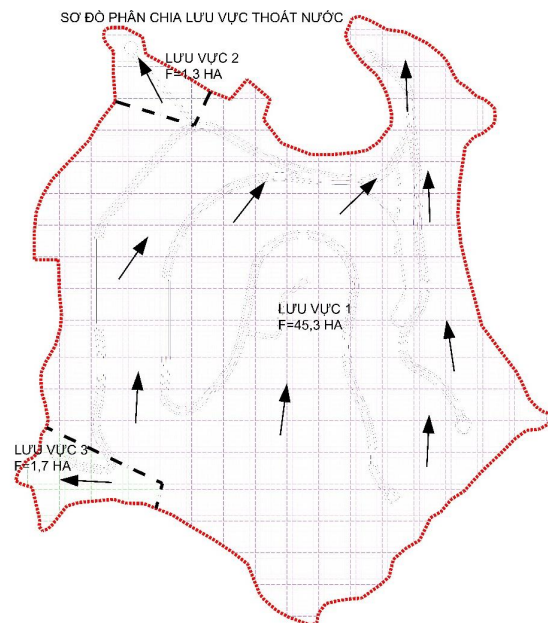 SƠ ĐỒ PHÂN CHIA LƯU VỰC THOÁT NƯỚC
LƯU VỰC 2
F=1,3 HA
LƯU VỰC 1
F=45,3 HA
LƯU VỰC 3
F=1,7 HA